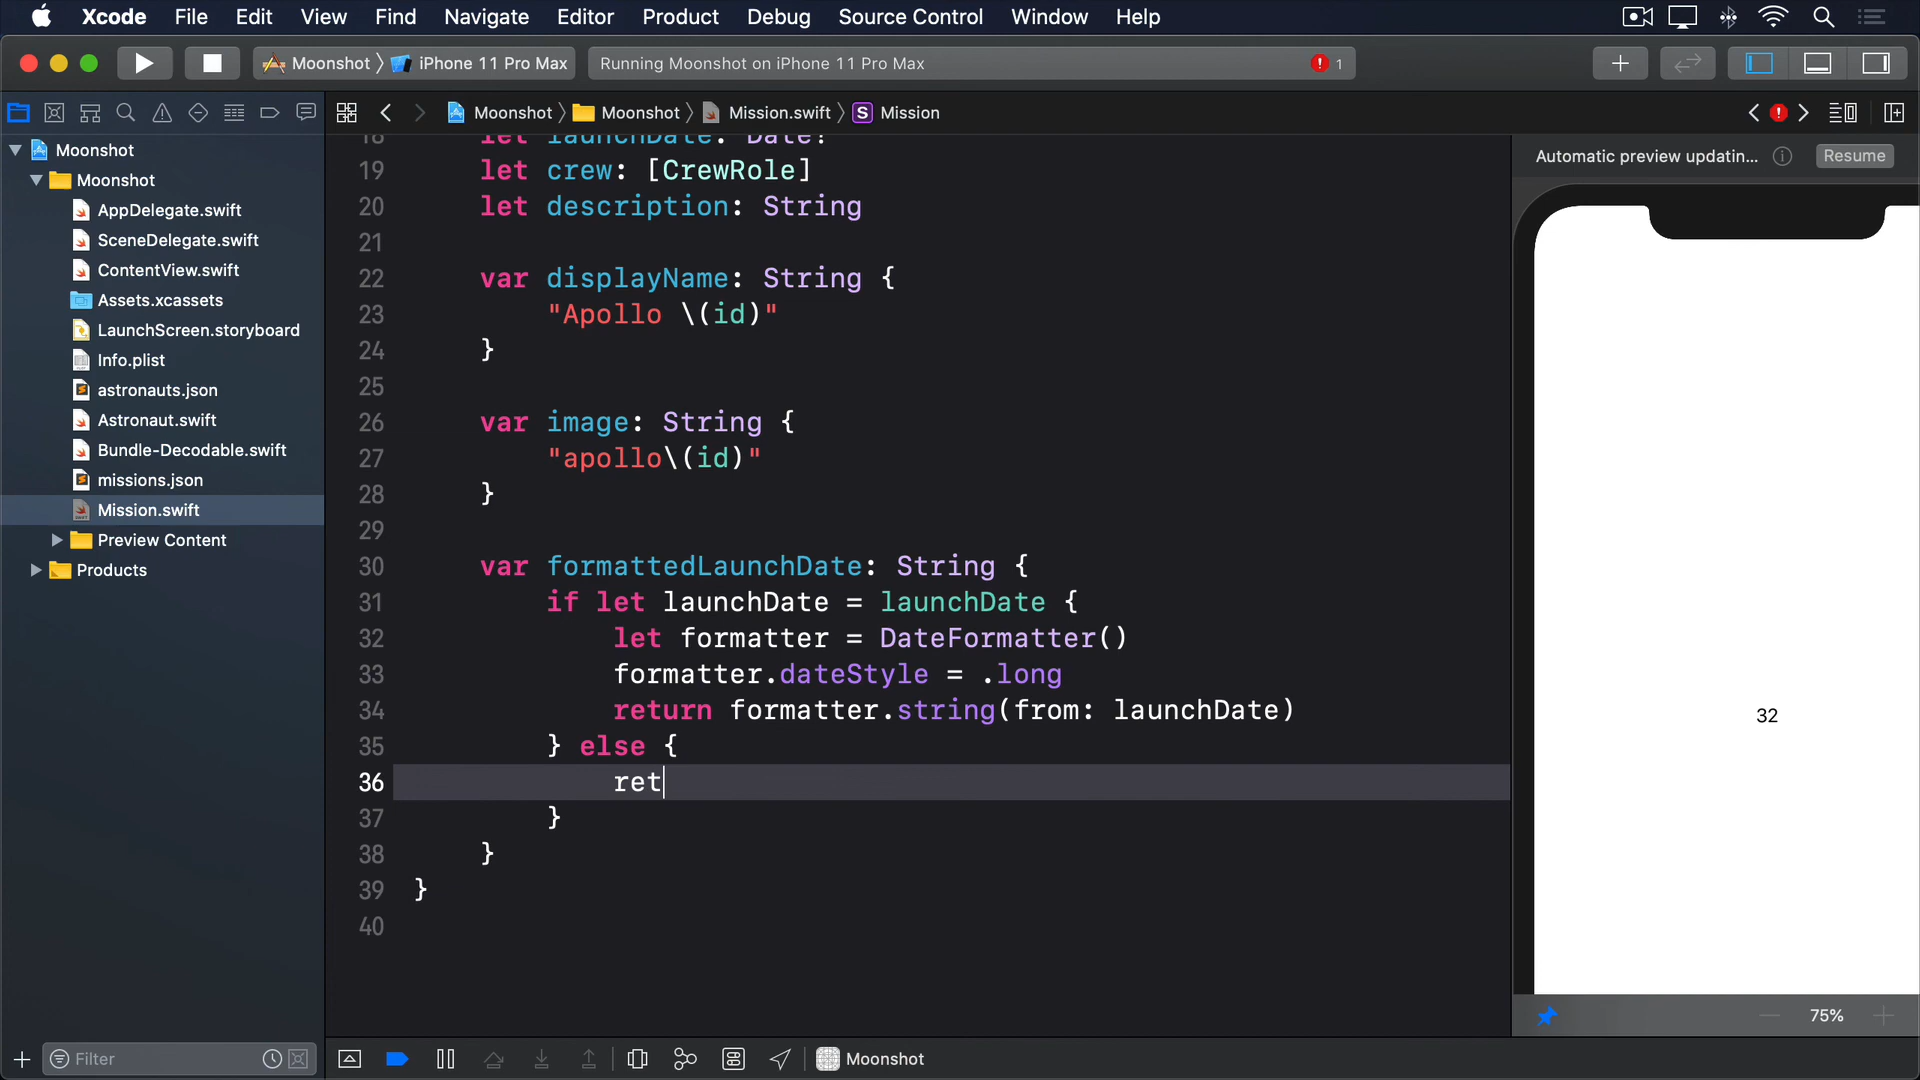 Xcode File Edit View Find Navigate Editor Product Debug Source Control Window Help
Moonshot iPhone 11 Pro Max
Running Moonshot on iPhone 11 Pro Max
1
Moonshot Moonshot Mission.swift S Mission
Moonshot
Moonshot
AppDelegate.swift
SceneDelegate.swift
ContentView.swift
Assets.xcassets
LaunchScreen.storyboard
Info.plist
astronauts.json
Astronaut.swift
Bundle-Decodable.swift
missions.json
Mission.swift
Preview Content
Products
Filter
18 let launchDate: Date?
19 let crew: [CrewRole]
20 let description: String
21
22 var displayName: String {
23 "Apollo \(id)"
24 }
25
26 var image: String {
27 "apollo\(id)"
28 }
29
30 var formattedLaunchDate: String {
31 if let launchDate = launchDate {
32 let formatter = DateFormatter()
33 formatter.dateStyle = .long
34 return formatter.string(from: launchDate)
35 } else {
36 ret
37 }
38 }
39 }
40
Moonshot
Automatic preview updatin... Resume
32
75%